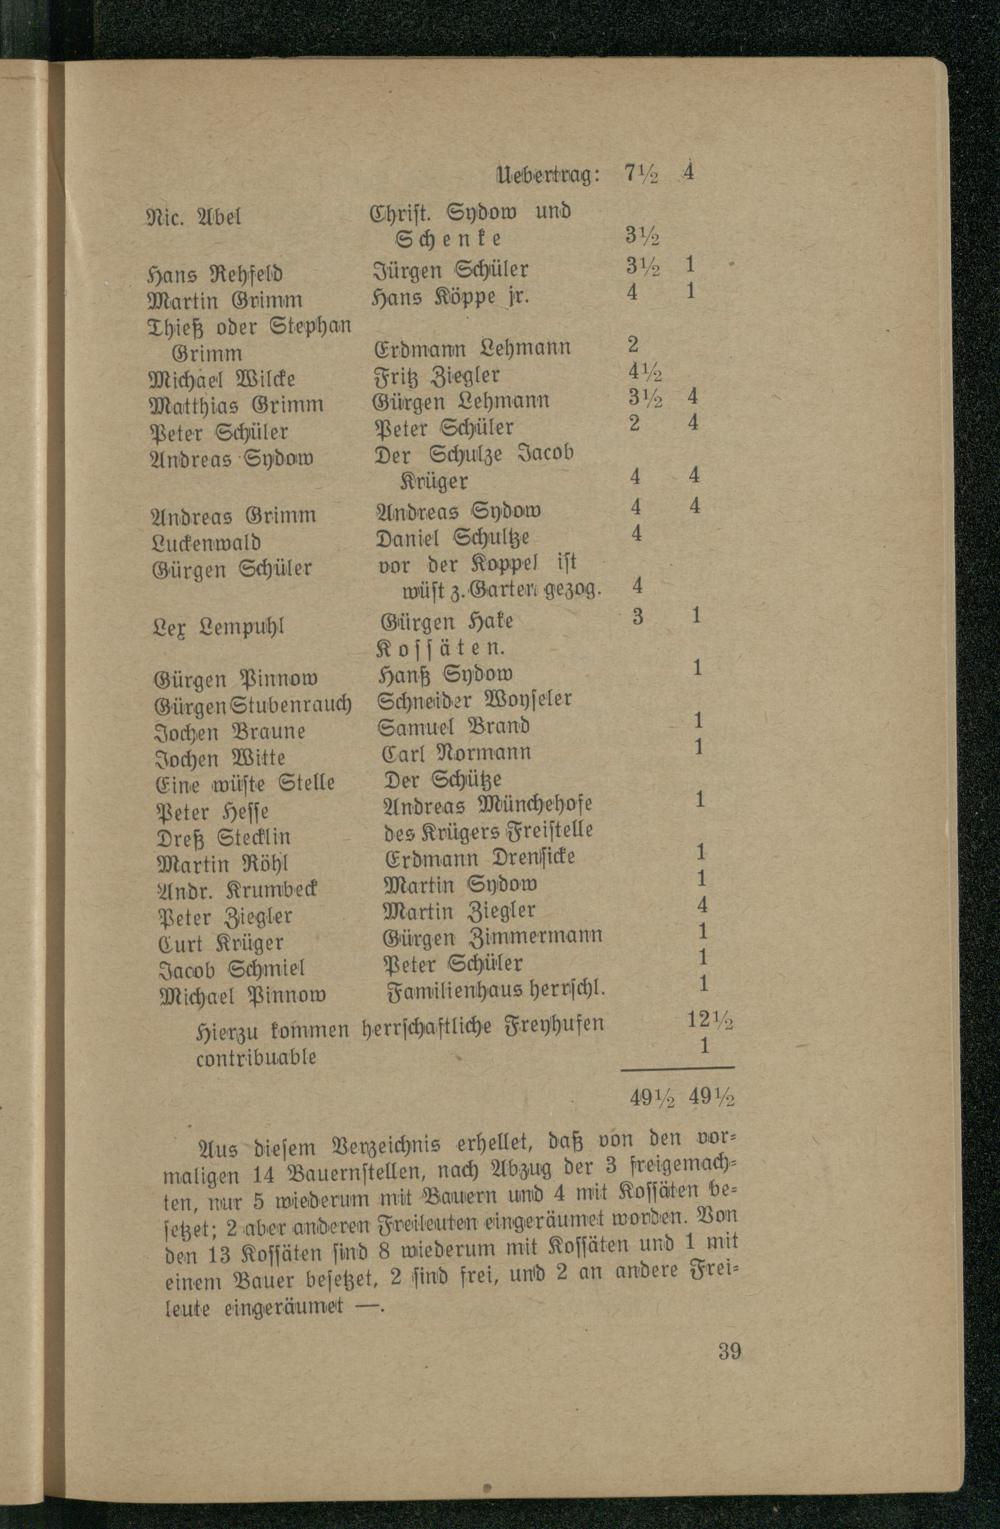 Uebertrag: 7½ 4
Nic. Abel Christ. Sydow und
Schenke 3½
Hans Rehfeld Jürgen Schüler 3½ 1
Martin Grimm Hans Köppe jr. 4 1
Thieß oder Stephan
Grimm Erdmann Lehmann 2
Michael Wilcke Fritz Ziegler 4½
Matthias Grimm Gürgen Lehmann 3½ 4
Peter Schüler Peter Schüler 2 4
Andreas Sydow Der Schulze Jacob
Krüger 4 4
Andreas Grimm Andreas Sydow 4 4
Luckenwald Daniel Schultze 4
Gürgen Schüler vor der Koppel ist
wüst z. Garten gezog. 4
Lex Lempuhl Gürgen Hake 3 1
Kossäten.
Gürgen Pinnow Hanß Sydow 1
Gürgen Stubenrauch Schneider Woyseler
Jochen Braune Samuel Brand 1
Jochen Witte Carl Normann 1
Eine wüste Stelle Der Schütze
Peter Hesse Andreas Münchehofe 1
Dreß Stecklin des Krügers Freistelle
Martin Röhl Erdmann Drensicke 1
Andr. Krumbeck Martin Sydow 1
Peter Ziegler Martin Ziegler 4
Curt Krüger Gürgen Zimmermann 1
Jacob Schmiel Peter Schüler 1
Michael Pinnow Familienhaus herrschl. 1
Hierzu kommen herrschaftliche Freyhufen 12½
contribuable 1
49½ 49½
Aus diesem Verzeichnis erhellet, daß von den vor-
maligen 14 Bauernstellen, nach Abzug der 3 freigemach-
ten, nur 5 wiederum mit Bauern und 4 mit Kossäten be-
setzet; 2 aber anderen Freileuten eingeräumet worden. Von
den 13 Kossäten sind 8 wiederum mit Kossäten und 1 mit
einem Bauer besetzet, 2 sind frei, und 2 an andere Frei-
leute eingeräumet —.
39